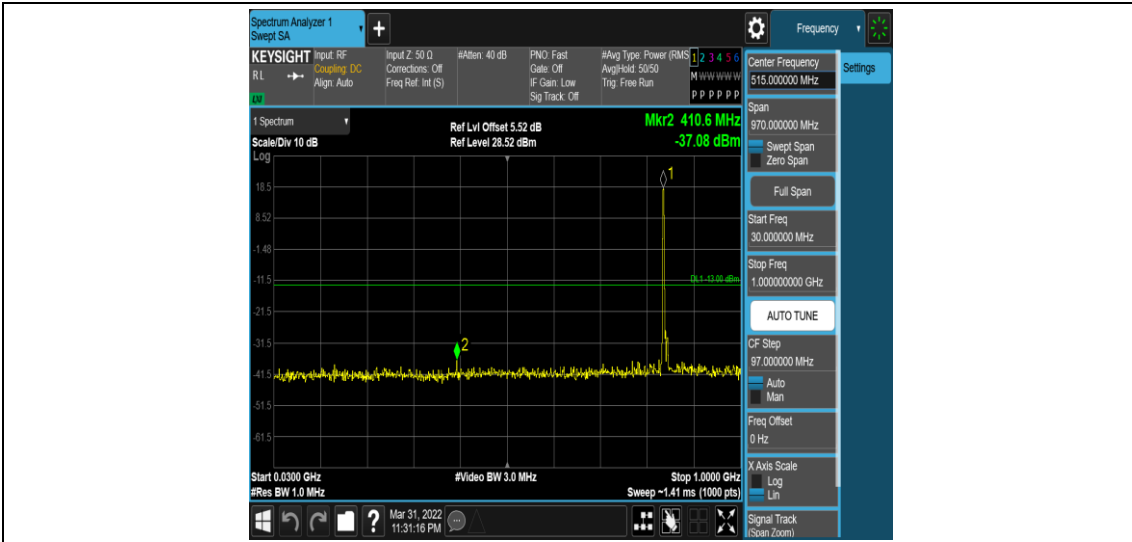 Spectrum Analyzer 1
Swept SA
Frequency
KEYSIGHT
R L
LNI
Input: RF
Coupling: DC
Align: Auto
Input Z: 50 Ω
Corrections: Off
Freq Ref: Int (S)
#Atten: 40 dB
PNO: Fast
Gate: Off
IF Gain: Low
Sig Track: Off
#Avg Type: Power (RMS
Avg|Hold: 50/50
Trig: Free Run
1 2 3 4 5 6
M W W W W W
P P P P P P
1 Spectrum
Scale/Div 10 dB
Log
Ref Lvl Offset 5.52 dB
Ref Level 28.52 dBm
Mkr2 410.6 MHz
-37.08 dBm
1
18.5
8.52
-1.48
-11.5
DL1 -13.00 dBm
-21.5
-31.5
2
-41.5
-51.5
-61.5
Start 0.0300 GHz
#Res BW 1.0 MHz
#Video BW 3.0 MHz
Stop 1.0000 GHz
Sweep ~1.41 ms (1000 pts)
Mar 31, 2022
11:31:16 PM
?
Center Frequency
515.000000 MHz
Settings
Span
970.000000 MHz
Swept Span
Zero Span
Full Span
Start Freq
30.000000 MHz
Stop Freq
1.000000000 GHz
AUTO TUNE
CF Step
97.000000 MHz
Auto
Man
Freq Offset
0 Hz
X Axis Scale
Log
Lin
Signal Track
(Span Zoom)